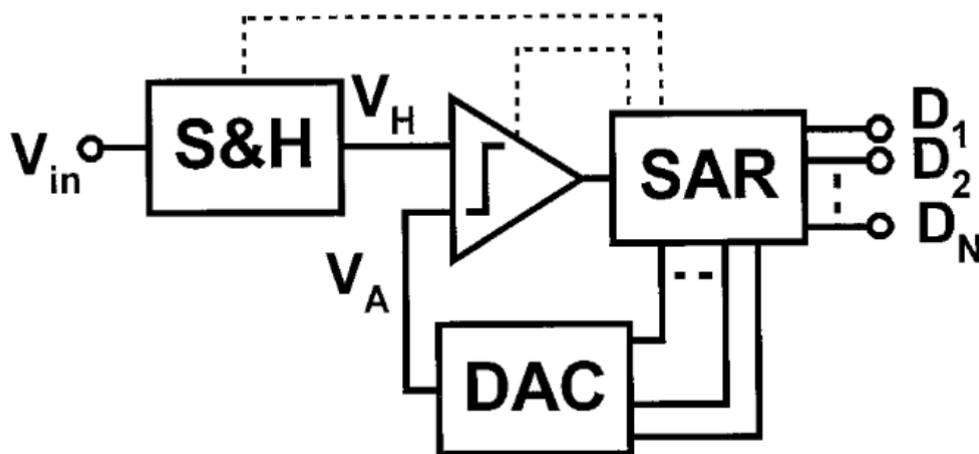 V_in
S&H
V_H
V_A
SAR
DAC
D_1
D_2
D_N